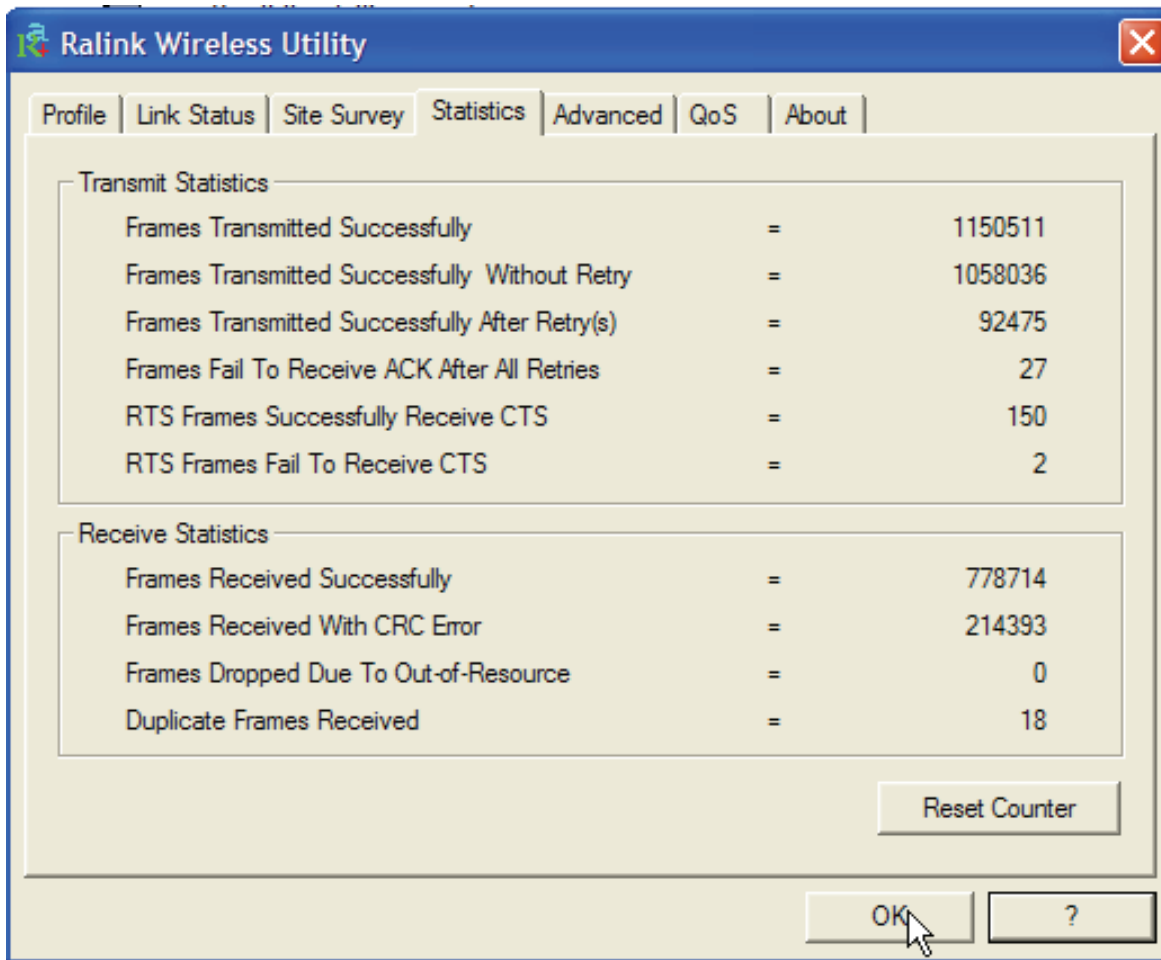 Ralink Wireless Utility
Profile Link Status Site Survey Statistics Advanced QoS About
Transmit Statistics
Frames Transmitted Successfully = 1150511
Frames Transmitted Successfully Without Retry = 1058036
Frames Transmitted Successfully After Retry(s) = 92475
Frames Fail To Receive ACK After All Retries = 27
RTS Frames Successfully Receive CTS = 150
RTS Frames Fail To Receive CTS = 2
Receive Statistics
Frames Received Successfully = 778714
Frames Received With CRC Error = 214393
Frames Dropped Due To Out-of-Resource = 0
Duplicate Frames Received = 18
Reset Counter
OK ?